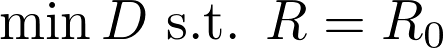 min D s.t. R = R₀